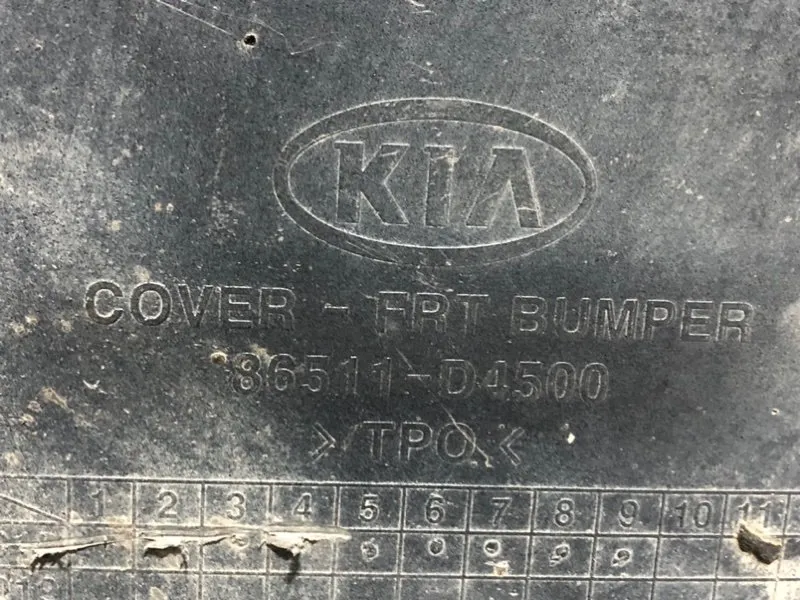 KIA
COVER - FRT BUMPER
86511-D4500
>TPO<
1 2 3 4 5 6 7 8 9 10 11